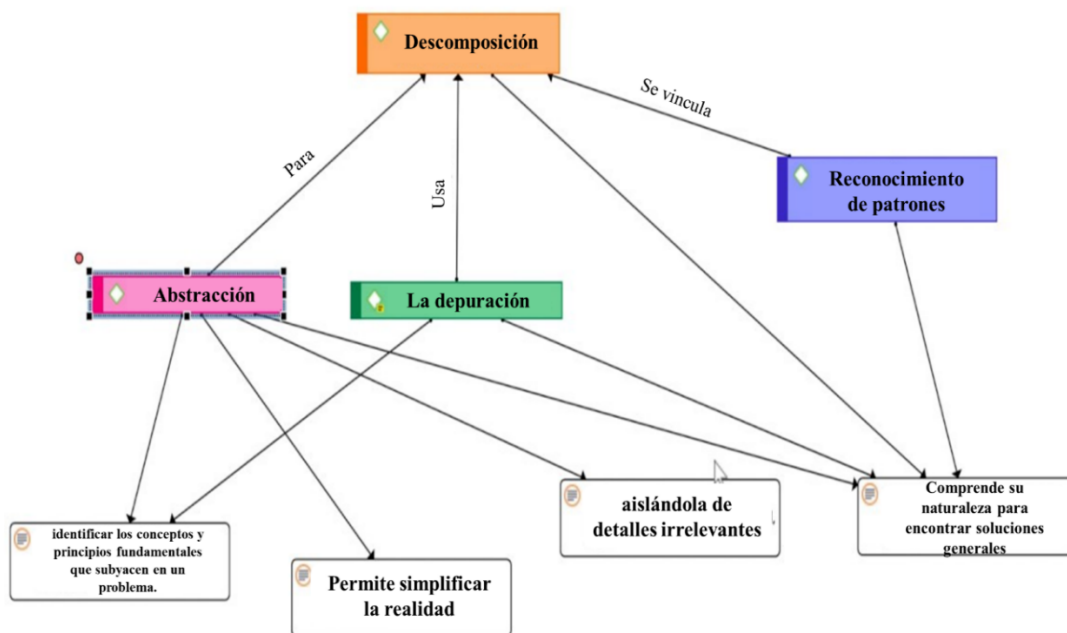 Descomposición
Se vincula
Para
Usa
Reconocimiento
de patrones
Abstracción
La depuración
identificar los conceptos y
principios fundamentales
que subyacen en un
problema.
Permite simplificar
la realidad
aislándola de
detalles irrelevantes
Comprende su
naturaleza para
encontrar soluciones
generales